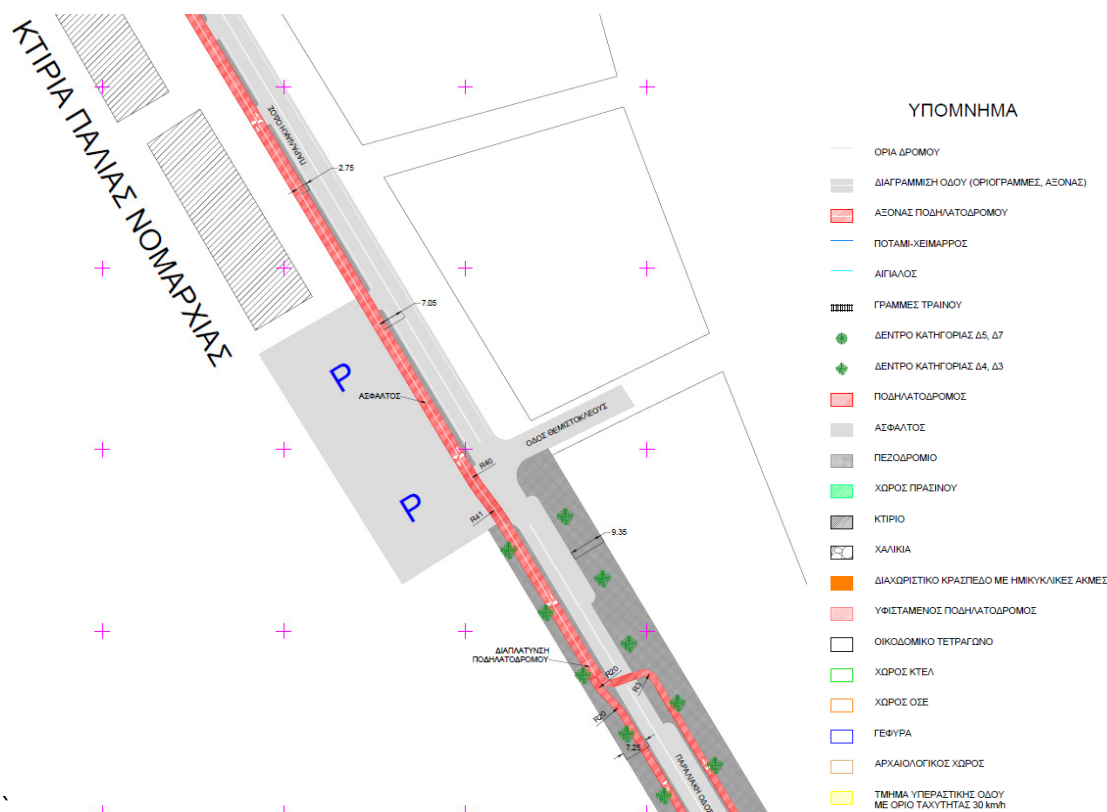 ΚΤΙΡΙΑ ΠΑΛΙΑΣ ΝΟΜΑΡΧΙΑΣ
ΠΑΡΑΛΙΑΚΗ ΟΔΟΣ
2.75
7.05
P
ΑΣΦΑΛΤΟΣ
ΟΔΟΣ ΘΕΜΙΣΤΟΚΛΕΟΥΣ
R40
P
R41
9.35
ΔΙΑΠΛΑΤΥΝΣΗ
ΠΟΔΗΛΑΤΟΔΡΟΜΟΥ
R20
R3
R20
7.25
ΠΑΡΑΛΙΑΚΗ ΟΔΟΣ
ΥΠΟΜΝΗΜΑ
ΟΡΙΑ ΔΡΟΜΟΥ
ΔΙΑΓΡΑΜΜΙΣΗ ΟΔΟΥ (ΟΡΙΟΓΡΑΜΜΕΣ, ΑΞΟΝΑΣ)
ΑΞΟΝΑΣ ΠΟΔΗΛΑΤΟΔΡΟΜΟΥ
ΠΟΤΑΜΙ-ΧΕΙΜΑΡΡΟΣ
ΑΙΓΙΑΛΟΣ
ΓΡΑΜΜΕΣ ΤΡΑΙΝΟΥ
ΔΕΝΤΡΟ ΚΑΤΗΓΟΡΙΑΣ Δ5, Δ7
ΔΕΝΤΡΟ ΚΑΤΗΓΟΡΙΑΣ Δ4, Δ3
ΠΟΔΗΛΑΤΟΔΡΟΜΟΣ
ΑΣΦΑΛΤΟΣ
ΠΕΖΟΔΡΟΜΙΟ
ΧΩΡΟΣ ΠΡΑΣΙΝΟΥ
ΚΤΙΡΙΟ
ΧΑΛΙΚΙΑ
ΔΙΑΧΩΡΙΣΤΙΚΟ ΚΡΑΣΠΕΔΟ ΜΕ ΗΜΙΚΥΚΛΙΚΕΣ ΑΚΜΕΣ
ΥΦΙΣΤΑΜΕΝΟΣ ΠΟΔΗΛΑΤΟΔΡΟΜΟΣ
ΟΙΚΟΔΟΜΙΚΟ ΤΕΤΡΑΓΩΝΟ
ΧΩΡΟΣ ΚΤΕΛ
ΧΩΡΟΣ ΟΣΕ
ΓΕΦΥΡΑ
ΑΡΧΑΙΟΛΟΓΙΚΟΣ ΧΩΡΟΣ
ΤΜΗΜΑ ΥΠΕΡΑΣΤΙΚΗΣ ΟΔΟΥ
ΜΕ ΟΡΙΟ ΤΑΧΥΤΗΤΑΣ 30 km/h